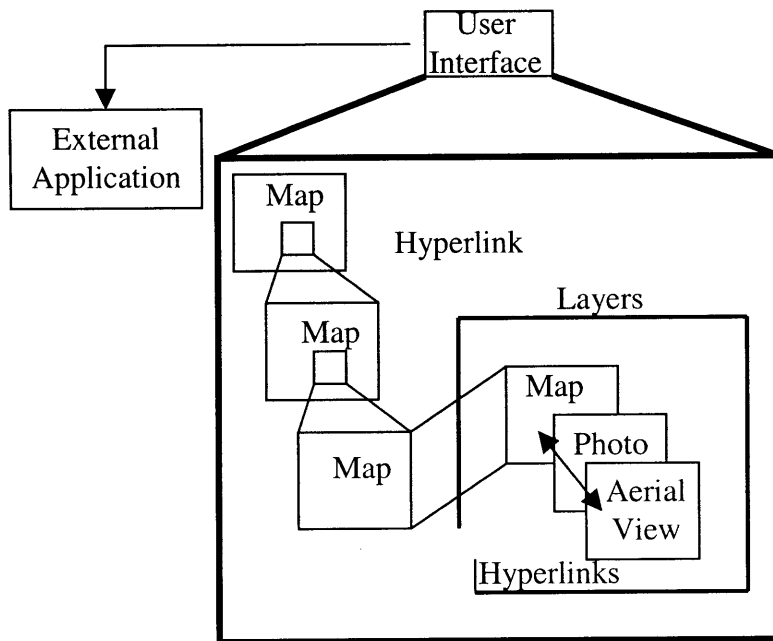 User
Interface
External
Application
Map
Hyperlink
Map
Map
Layers
Map
Photo
Aerial
View
Hyperlinks